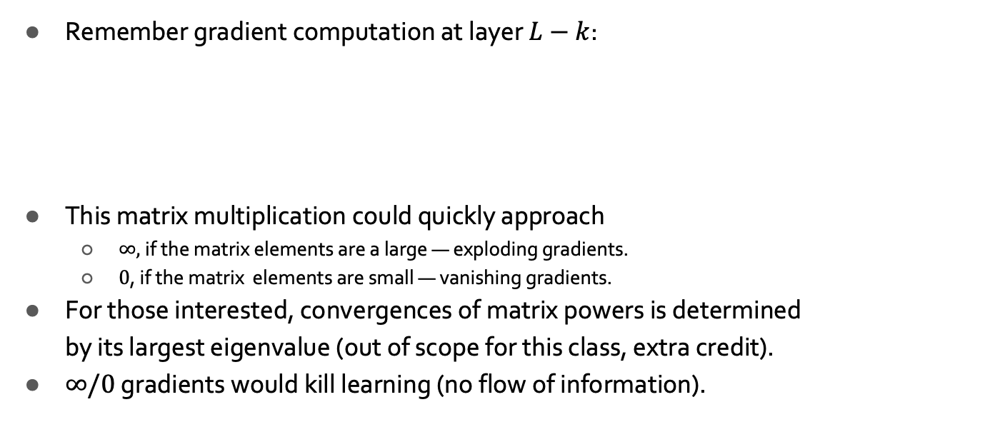 ● Remember gradient computation at layer L − k:
● This matrix multiplication could quickly approach
○ ∞, if the matrix elements are a large — exploding gradients.
○ 0, if the matrix elements are small — vanishing gradients.
● For those interested, convergences of matrix powers is determined
by its largest eigenvalue (out of scope for this class, extra credit).
● ∞/0 gradients would kill learning (no flow of information).